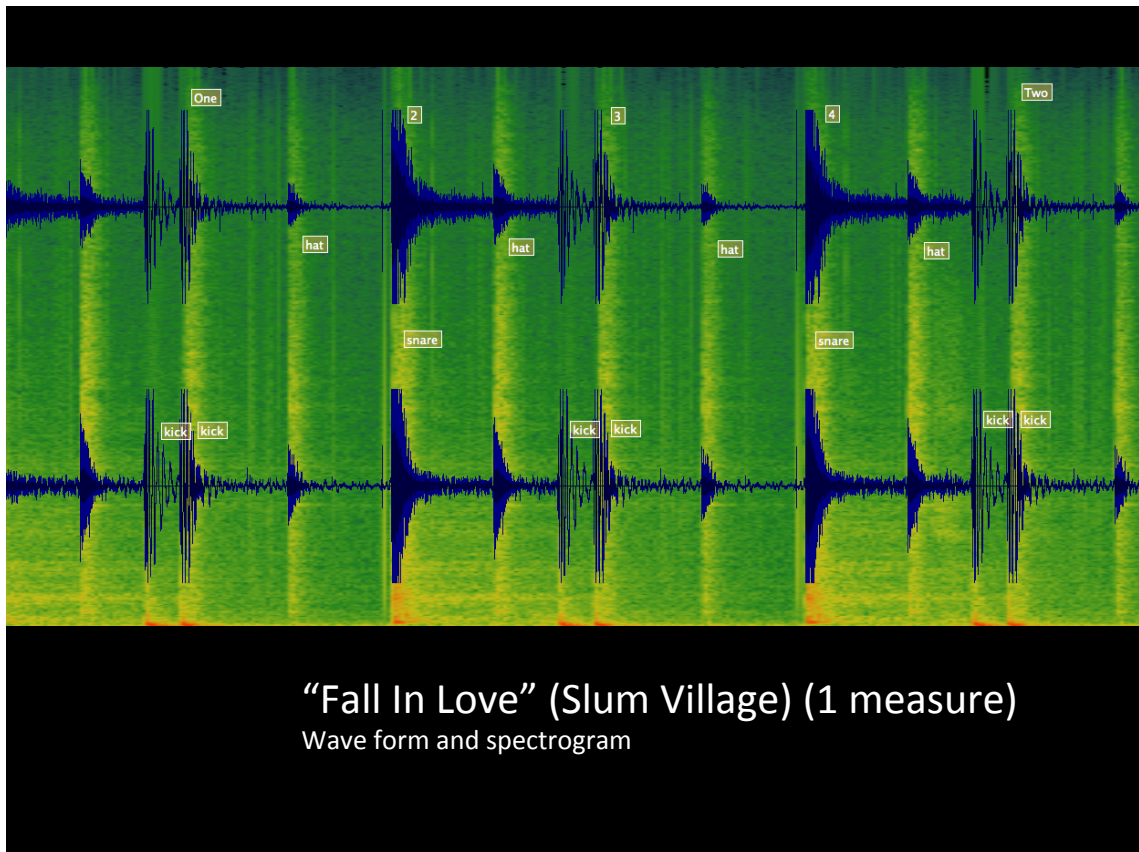 One
2
3
4
Two
hat
hat
hat
hat
snare
snare
kick
kick
kick
kick
kick
kick
“Fall In Love” (Slum Village) (1 measure)
Wave form and spectrogram